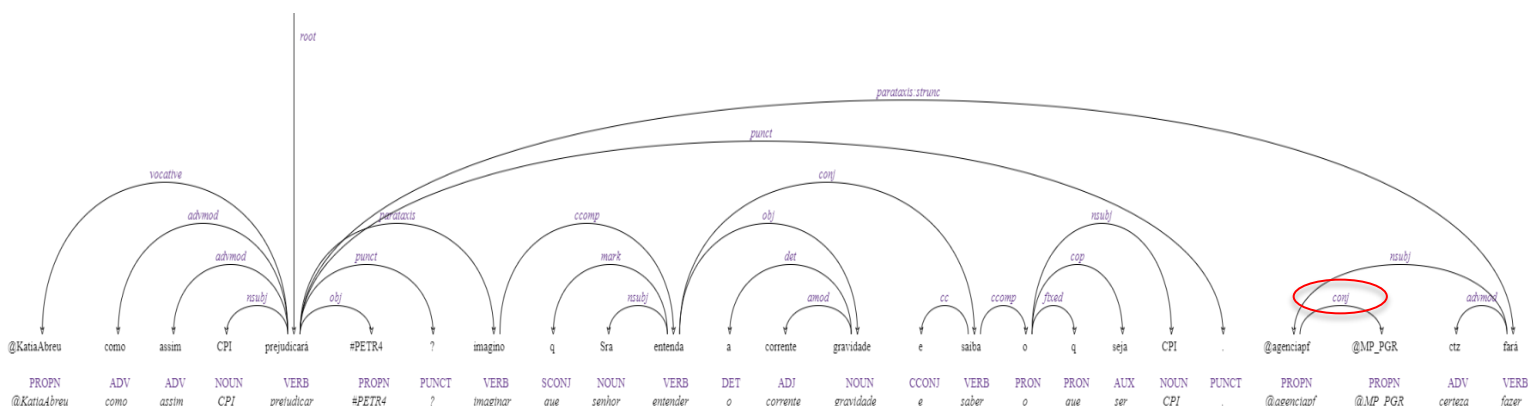 root
parataxis:strunc
punct
vocative conj
advmod parataxis ccomp obj nsubj
advmod punct mark det cop nsubj
nsubj obj nsubj amod cc ccomp fixed conj advmod
@KatiaAbreu como assim CPI prejudicará #PETR4 ? imagino q Sra entenda a corrente gravidade e saiba o q seja CPI . @agenciapf @MP_PGR ctz fará
PROPN ADV ADV NOUN VERB PROPN PUNCT VERB SCONJ NOUN VERB DET ADJ NOUN CCONJ VERB PRON PRON AUX NOUN PUNCT PROPN PROPN ADV VERB
@KatiaAbreu como assim CPI prejudicar #PETR4 ? imaginar que senhor entender o corrente gravidade e saber o que ser CPI . @agenciapf @MP_PGR certeza fazer